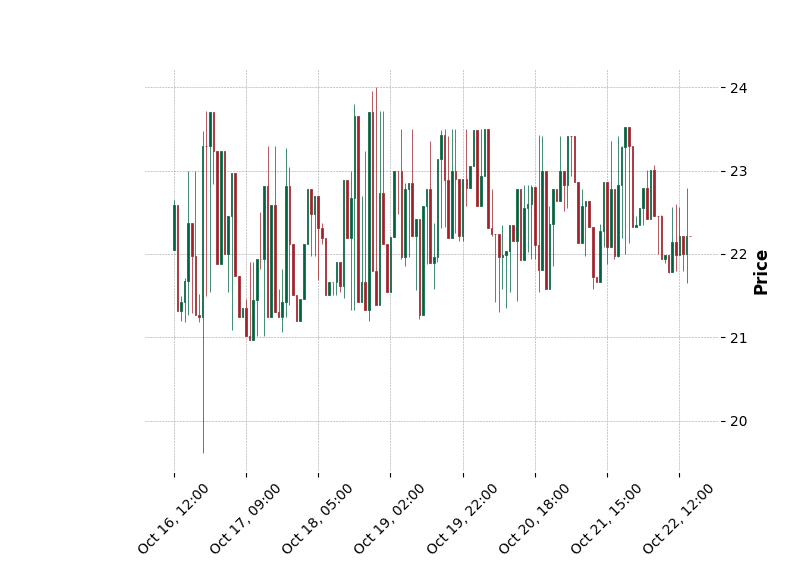 24
23
22
21
20
Price
Oct 16, 12:00
Oct 17, 09:00
Oct 18, 05:00
Oct 19, 02:00
Oct 19, 22:00
Oct 20, 18:00
Oct 21, 15:00
Oct 22, 12:00